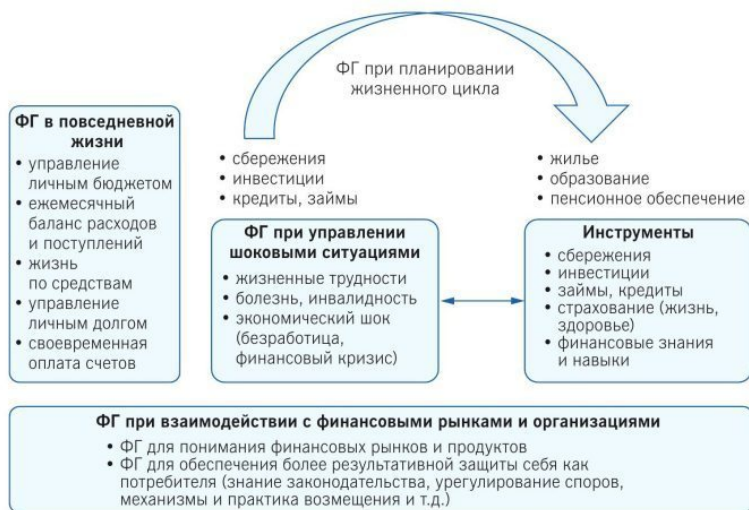 ФГ при планировании
жизненного цикла
ФГ в повседневной
жизни
• управление
личным бюджетом
• ежемесячный
баланс расходов
и поступлений
• жизнь
по средствам
• управление
личным долгом
• своевременная
оплата счетов
• сбережения
• инвестиции
• кредиты, займы
• жилье
• образование
• пенсионное обеспечение
ФГ при управлении
шоковыми ситуациями
• жизненные трудности
• болезнь, инвалидность
• экономический шок
(безработица,
финансовый кризис)
Инструменты
• сбережения
• инвестиции
• займы, кредиты
• страхование (жизнь,
здоровье)
• финансовые знания
и навыки
ФГ при взаимодействии с финансовыми рынками и организациями
• ФГ для понимания финансовых рынков и продуктов
• ФГ для обеспечения более результативной защиты себя как
потребителя (знание законодательства, урегулирование споров,
механизмы и практика возмещения и т.д.)